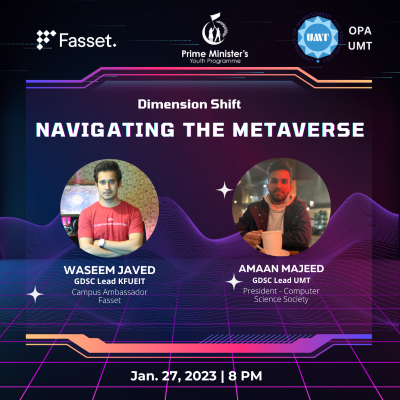 Fasset.
Prime Minister's
Youth Programme
UMT
OPA
UMT
Dimension Shift
NAVIGATING THE METAVERSE
WASEEM JAVED
GDSC Lead KFUEIT
Campus Ambassador
Fasset
AMAAN MAJEED
GDSC Lead UMT
President - Computer
Science Society
Jan. 27, 2023 | 8 PM